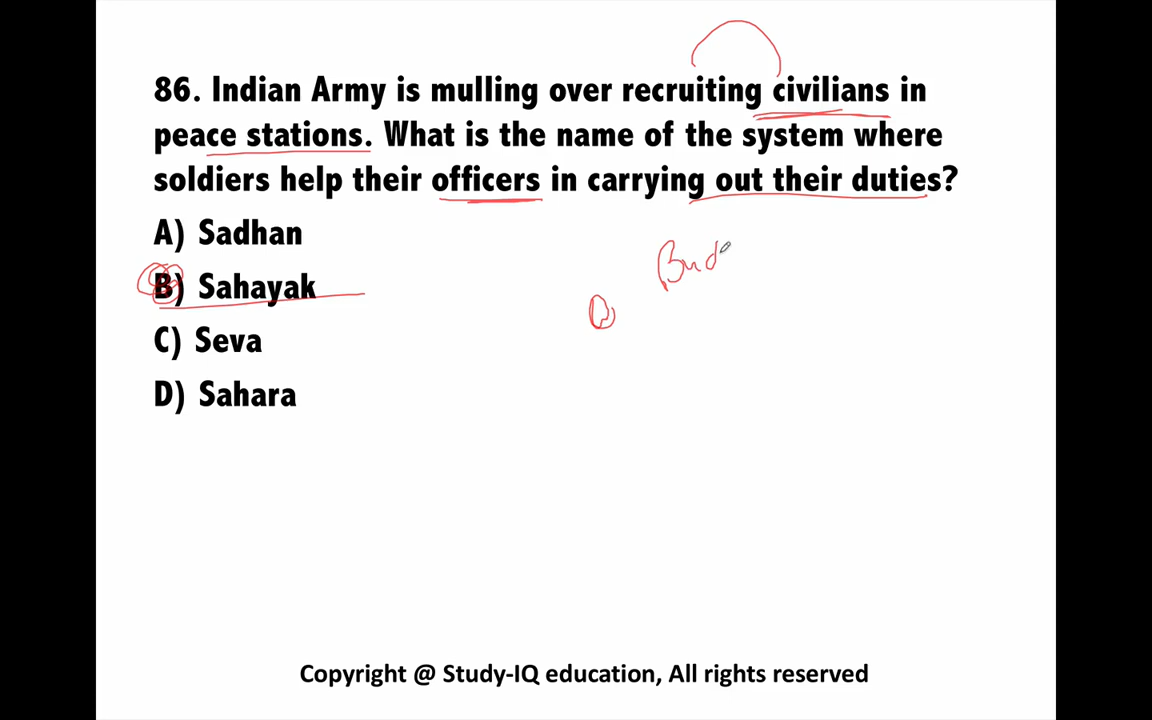 86. Indian Army is mulling over recruiting civilians in
peace stations. What is the name of the system where
soldiers help their officers in carrying out their duties?
A) Sadhan
B) Sahayak
Bud
C) Seva
D) Sahara
Copyright @ Study-IQ education, All rights reserved